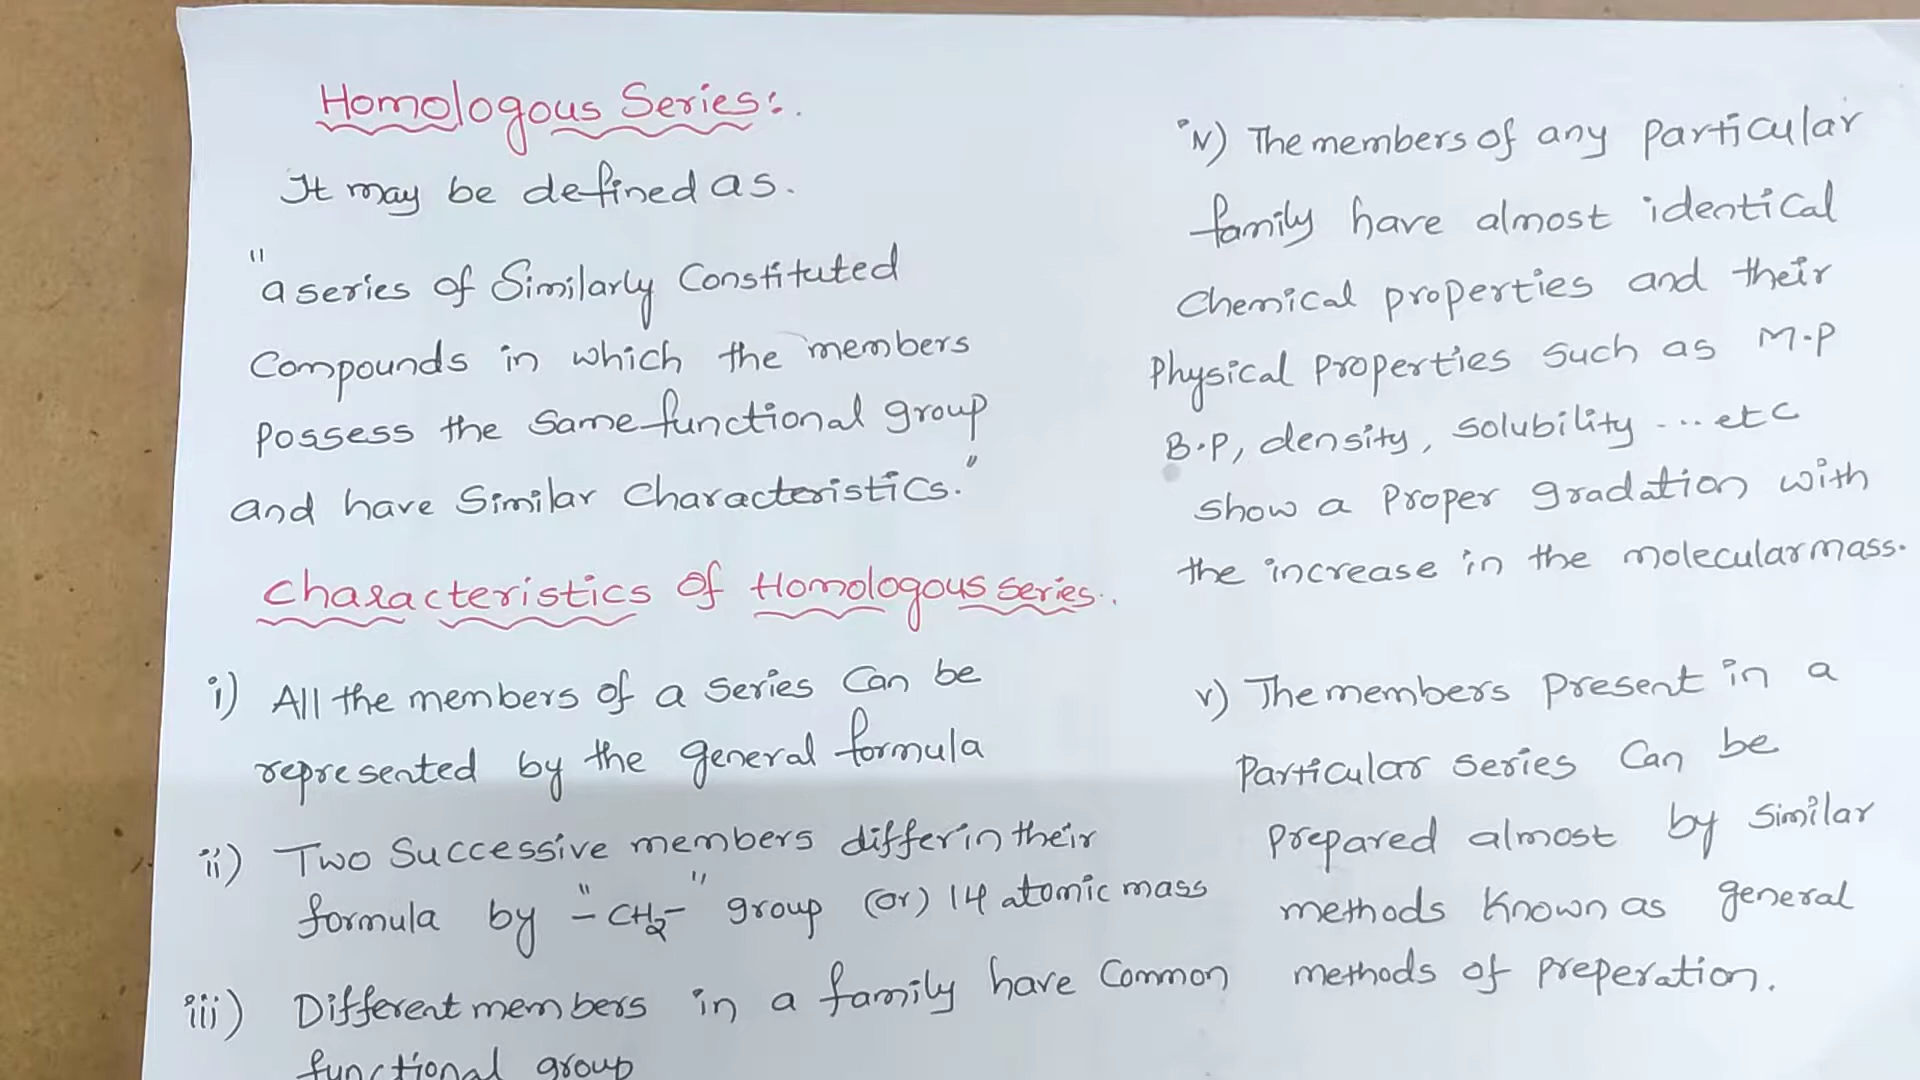 Homologous Series:.
It may be defined as.
"a series of Similarly Constituted
Compounds in which the members
Possess the same functional group
and have Similar Characteristics."
Characteristics of Homologous series.
i) All the members of a series Can be
represented by the general formula
ii) Two Successive members differ in their
formula by "-CH2-" group (or) 14 atomic mass
iii) Different members in a family have Common
functional group
iv) The members of any Particular
family have almost identical
Chemical properties and their
Physical Properties such as M.P
B.P, density, solubility ... etc
show a Proper gradation with
the increase in the molecular mass.
v) The members Present in a
Particular series Can be
Prepared almost by Similar
methods Known as general
methods of preperation.